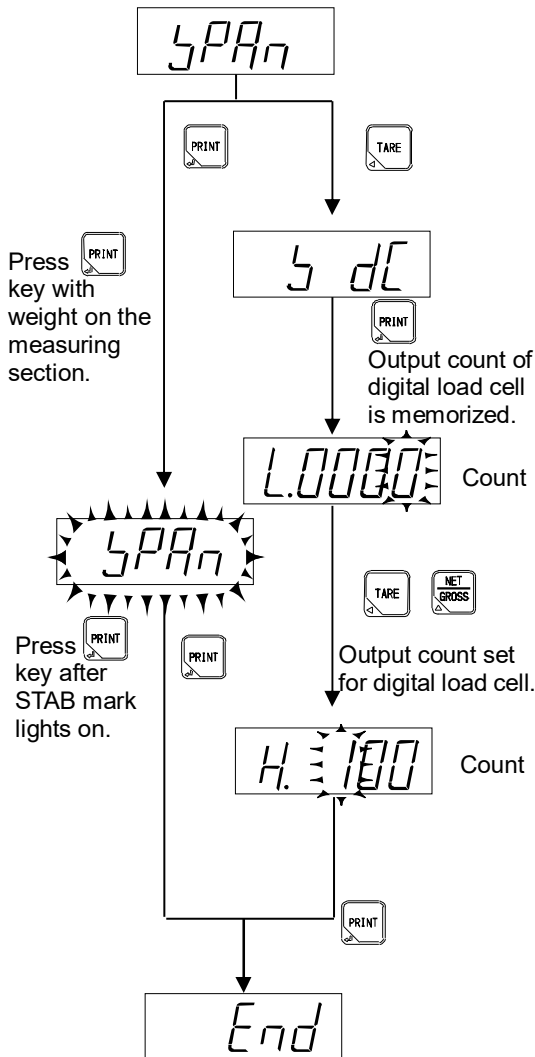 SPAn
PRINT
TARE
Press PRINT
key with
weight on the
measuring
section.
S dC
PRINT
Output count of
digital load cell
is memorized.
L.0000 Count
SPAn
TARE NET
GROSS
Press PRINT
key after
STAB mark
lights on.
PRINT
Output count set
for digital load cell.
H. 100 Count
PRINT
End